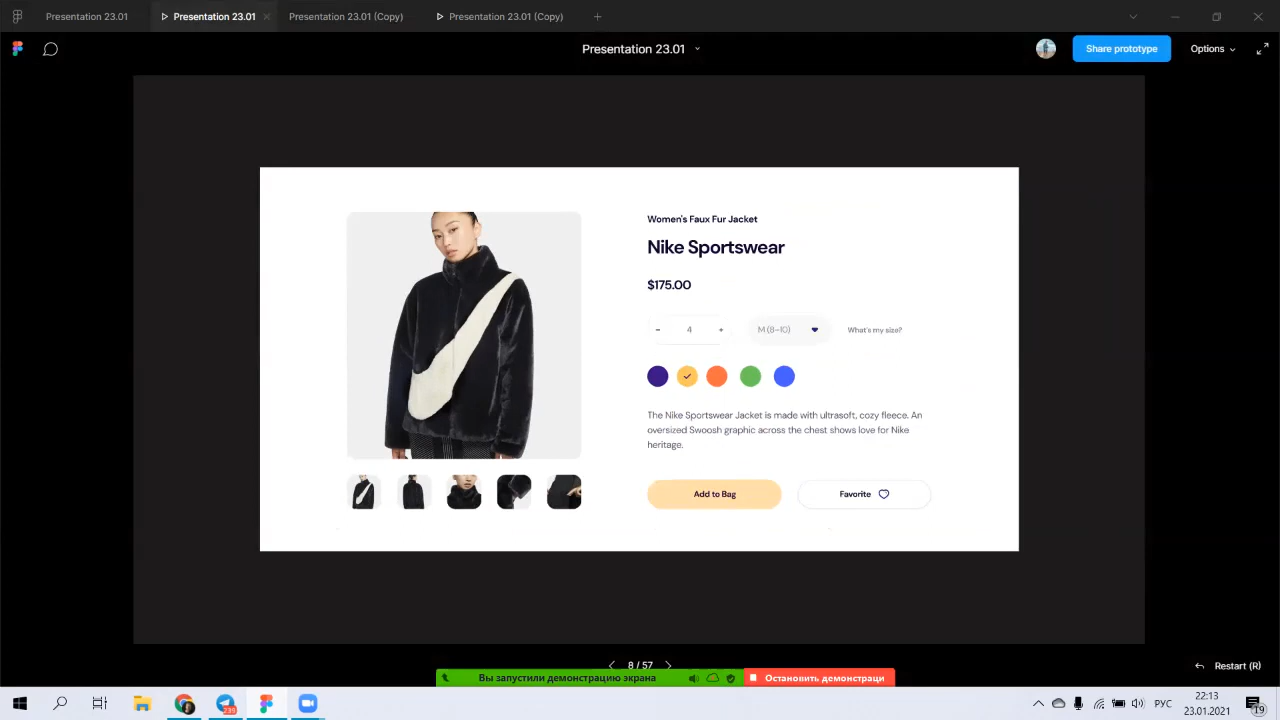 Presentation 23.01
Presentation 23.01
Presentation 23.01 (Copy)
Presentation 23.01 (Copy)
Presentation 23.01
Share prototype
Options
Women's Faux Fur Jacket
Nike Sportswear
$175.00
- 4 +
M (8–10)
What's my size?
The Nike Sportswear Jacket is made with ultrasoft, cozy fleece. An
oversized Swoosh graphic across the chest shows love for Nike
heritage.
Add to Bag
Favorite
8 / 57
Restart (R)
Вы запустили демонстрацию экрана
Остановить демонстраци
239
РУС
22:13
23.01.2021
19